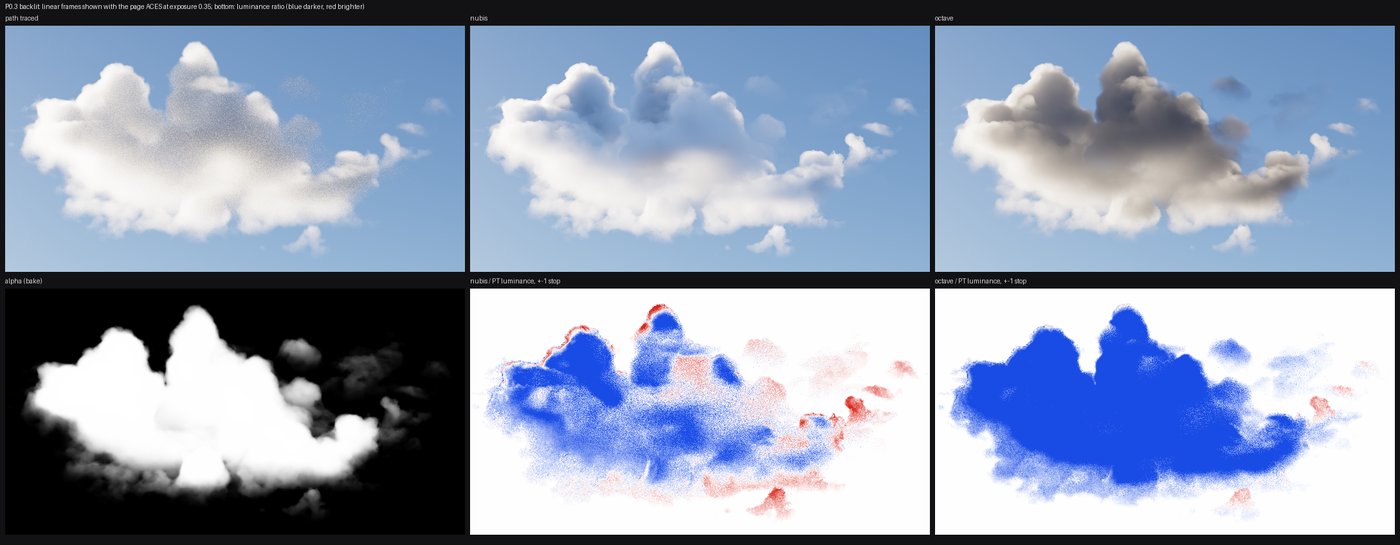 P0.3 backlit: linear frames shown with the page ACES at exposure 0.35; bottom: luminance ratio (blue darker, red brighter)
path traced
nubis
octave
alpha (bake)
nubis / PT luminance, +-1 stop
octave / PT luminance, +-1 stop